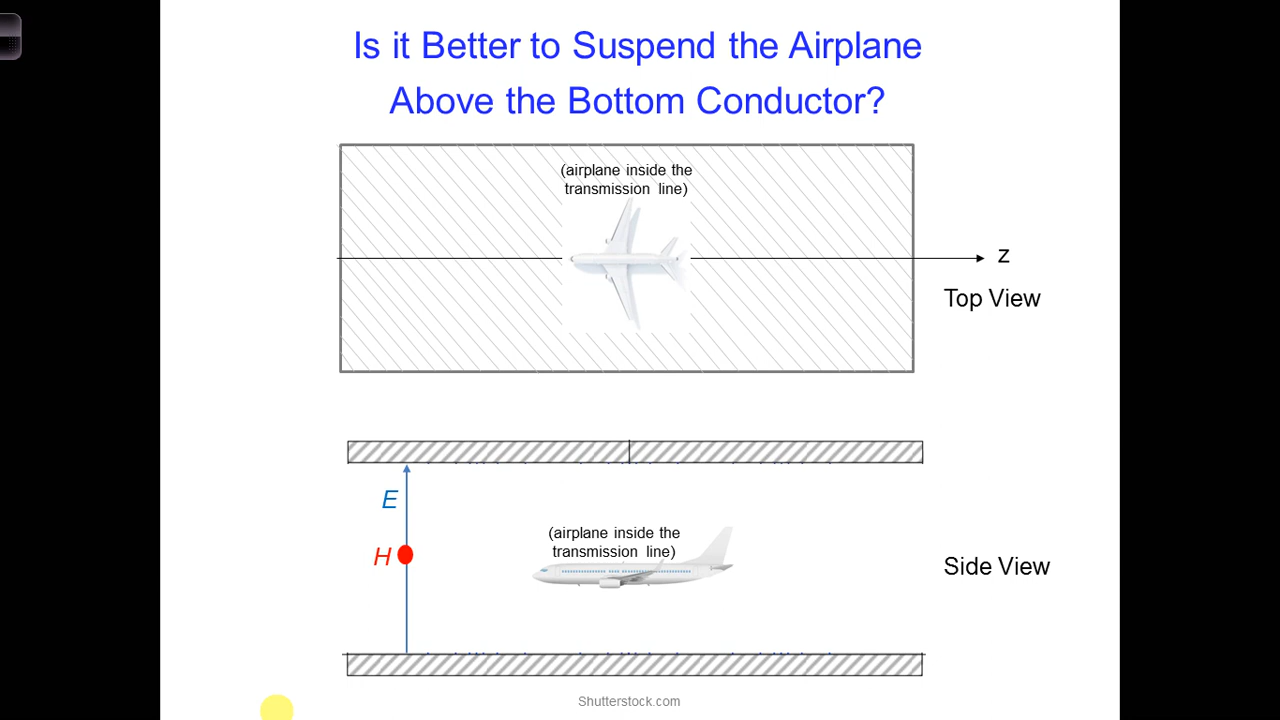 Is it Better to Suspend the Airplane
Above the Bottom Conductor?
(airplane inside the
transmission line)
z
Top View
E
(airplane inside the
transmission line)
H
Side View
Shutterstock.com